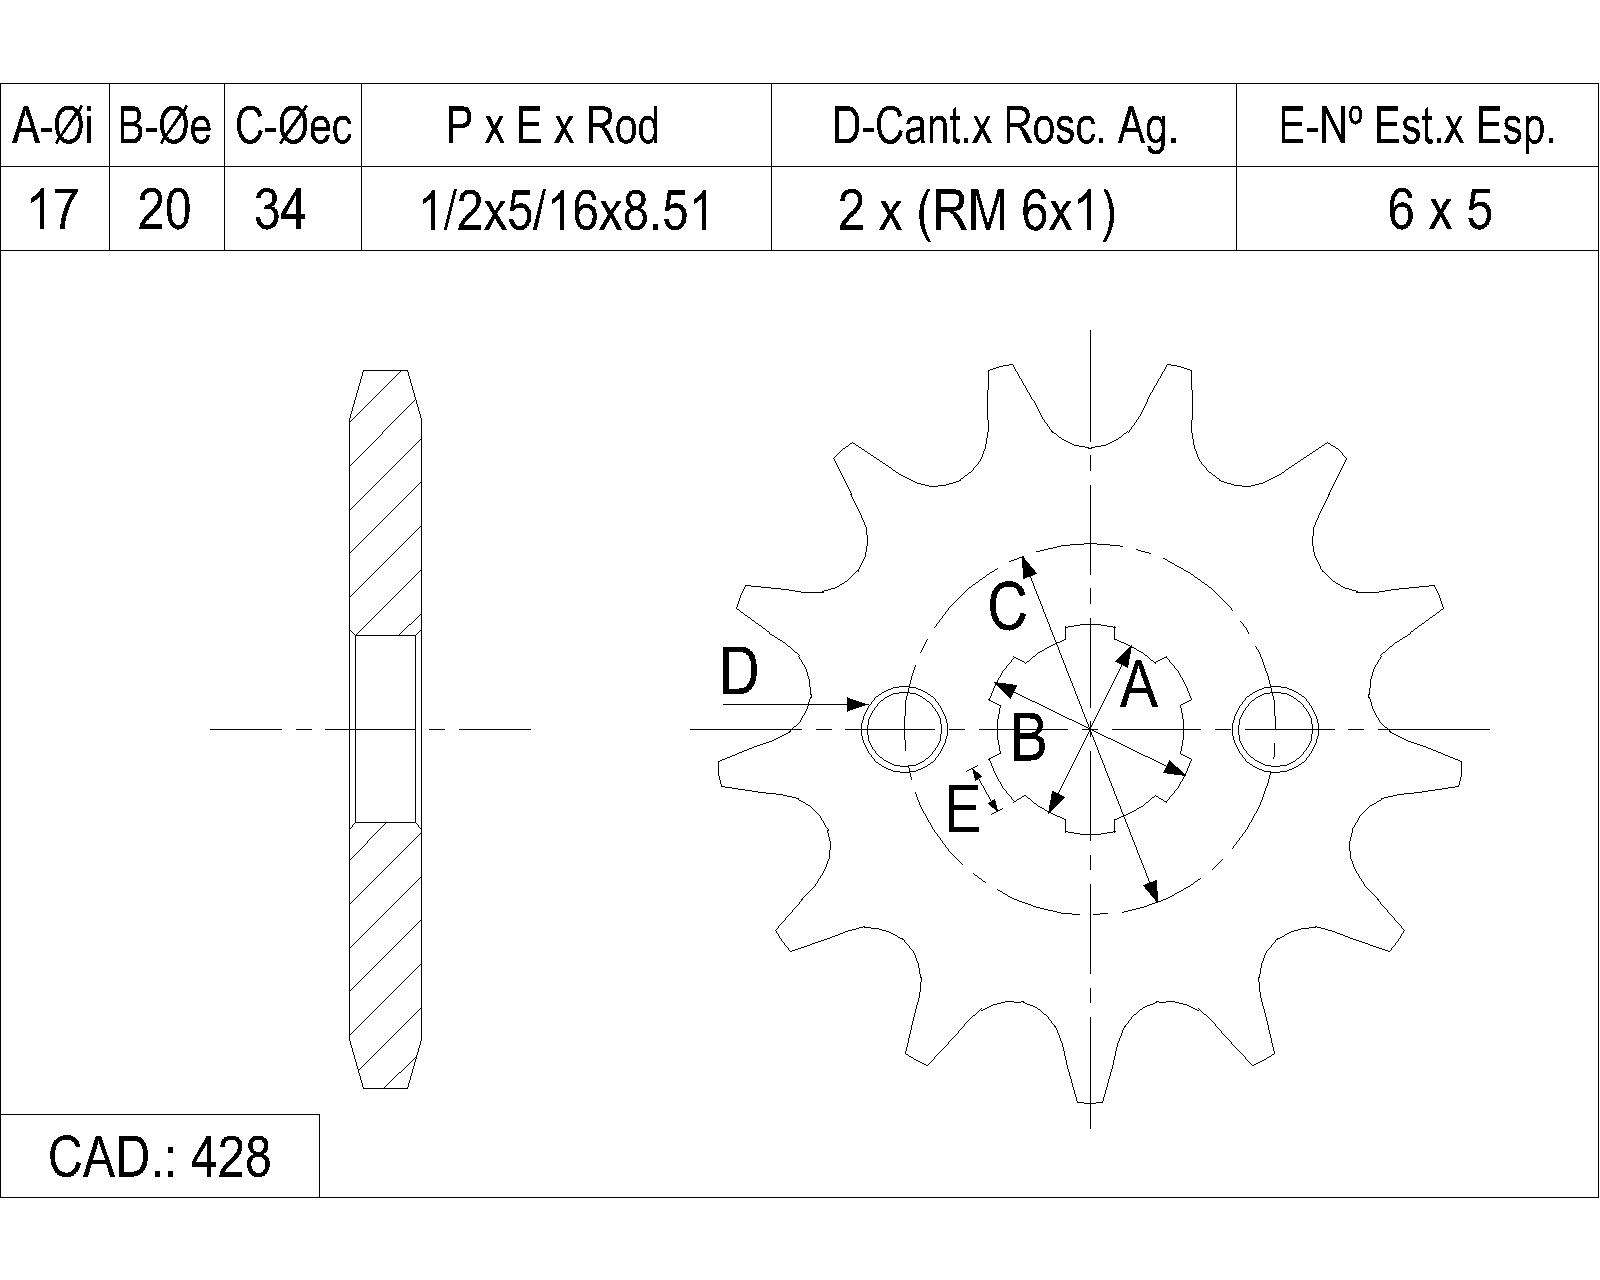 A-Øi B-Øe C-Øec P x E x Rod D-Cant.x Rosc. Ag. E-Nº Est.x Esp.
17 20 34 1/2x5/16x8.51 2 x (RM 6x1) 6 x 5
C
D
A
B
E
CAD.: 428